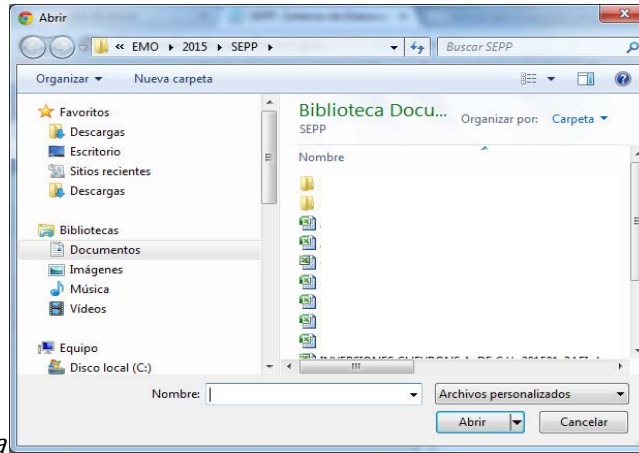 Abrir
« EMO ▸ 2015 ▸ SEPP ▸
Buscar SEPP
Organizar
Nueva carpeta
Favoritos
Descargas
Escritorio
Sitios recientes
Descargas
Bibliotecas
Documentos
Imágenes
Música
Vídeos
Equipo
Disco local (C:)
Biblioteca Docu...
SEPP
Organizar por: Carpeta
Nombre
Nombre:
Archivos personalizados
Abrir
Cancelar
a